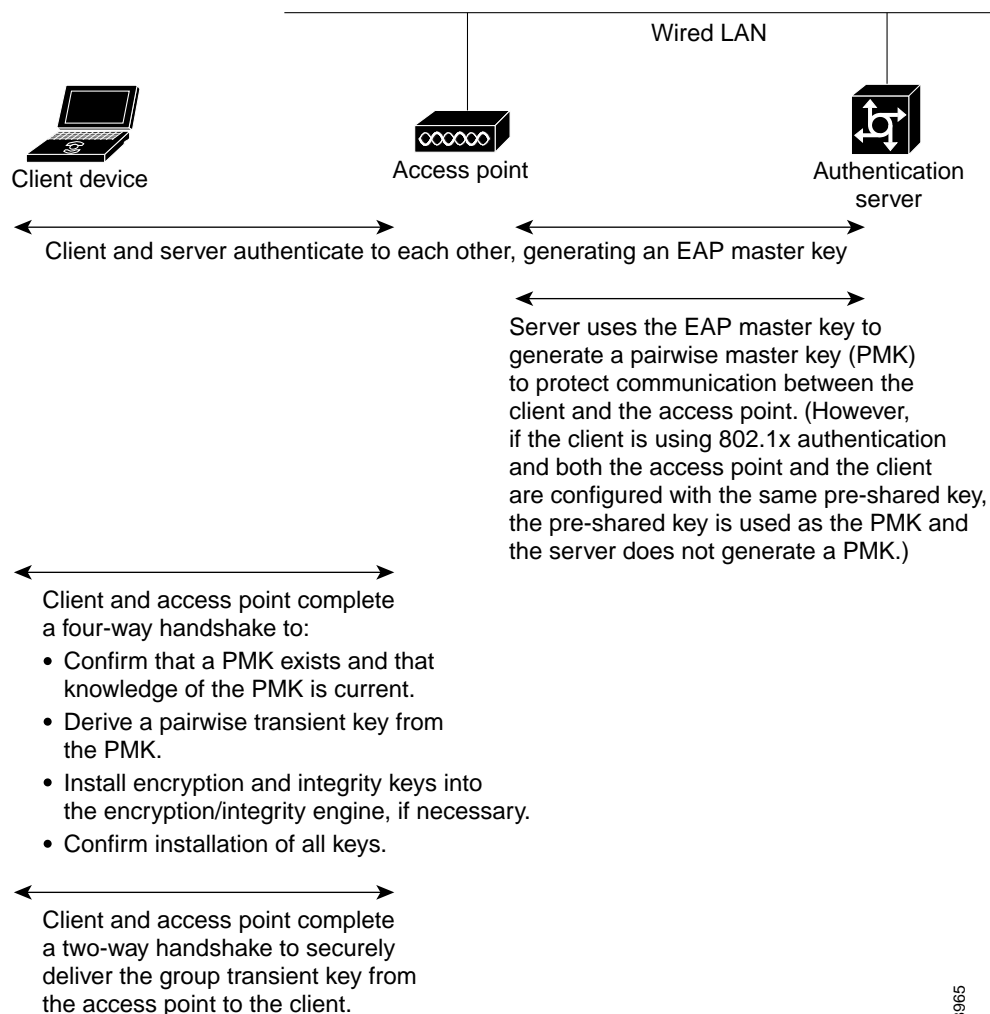 Wired LAN
Client device
Access point
Authentication
server
Client and server authenticate to each other, generating an EAP master key
Server uses the EAP master key to
generate a pairwise master key (PMK)
to protect communication between the
client and the access point. (However,
if the client is using 802.1x authentication
and both the access point and the client
are configured with the same pre-shared key,
the pre-shared key is used as the PMK and
the server does not generate a PMK.)
Client and access point complete
a four-way handshake to:
• Confirm that a PMK exists and that
knowledge of the PMK is current.
• Derive a pairwise transient key from
the PMK.
• Install encryption and integrity keys into
the encryption/integrity engine, if necessary.
• Confirm installation of all keys.
Client and access point complete
a two-way handshake to securely
deliver the group transient key from
the access point to the client.